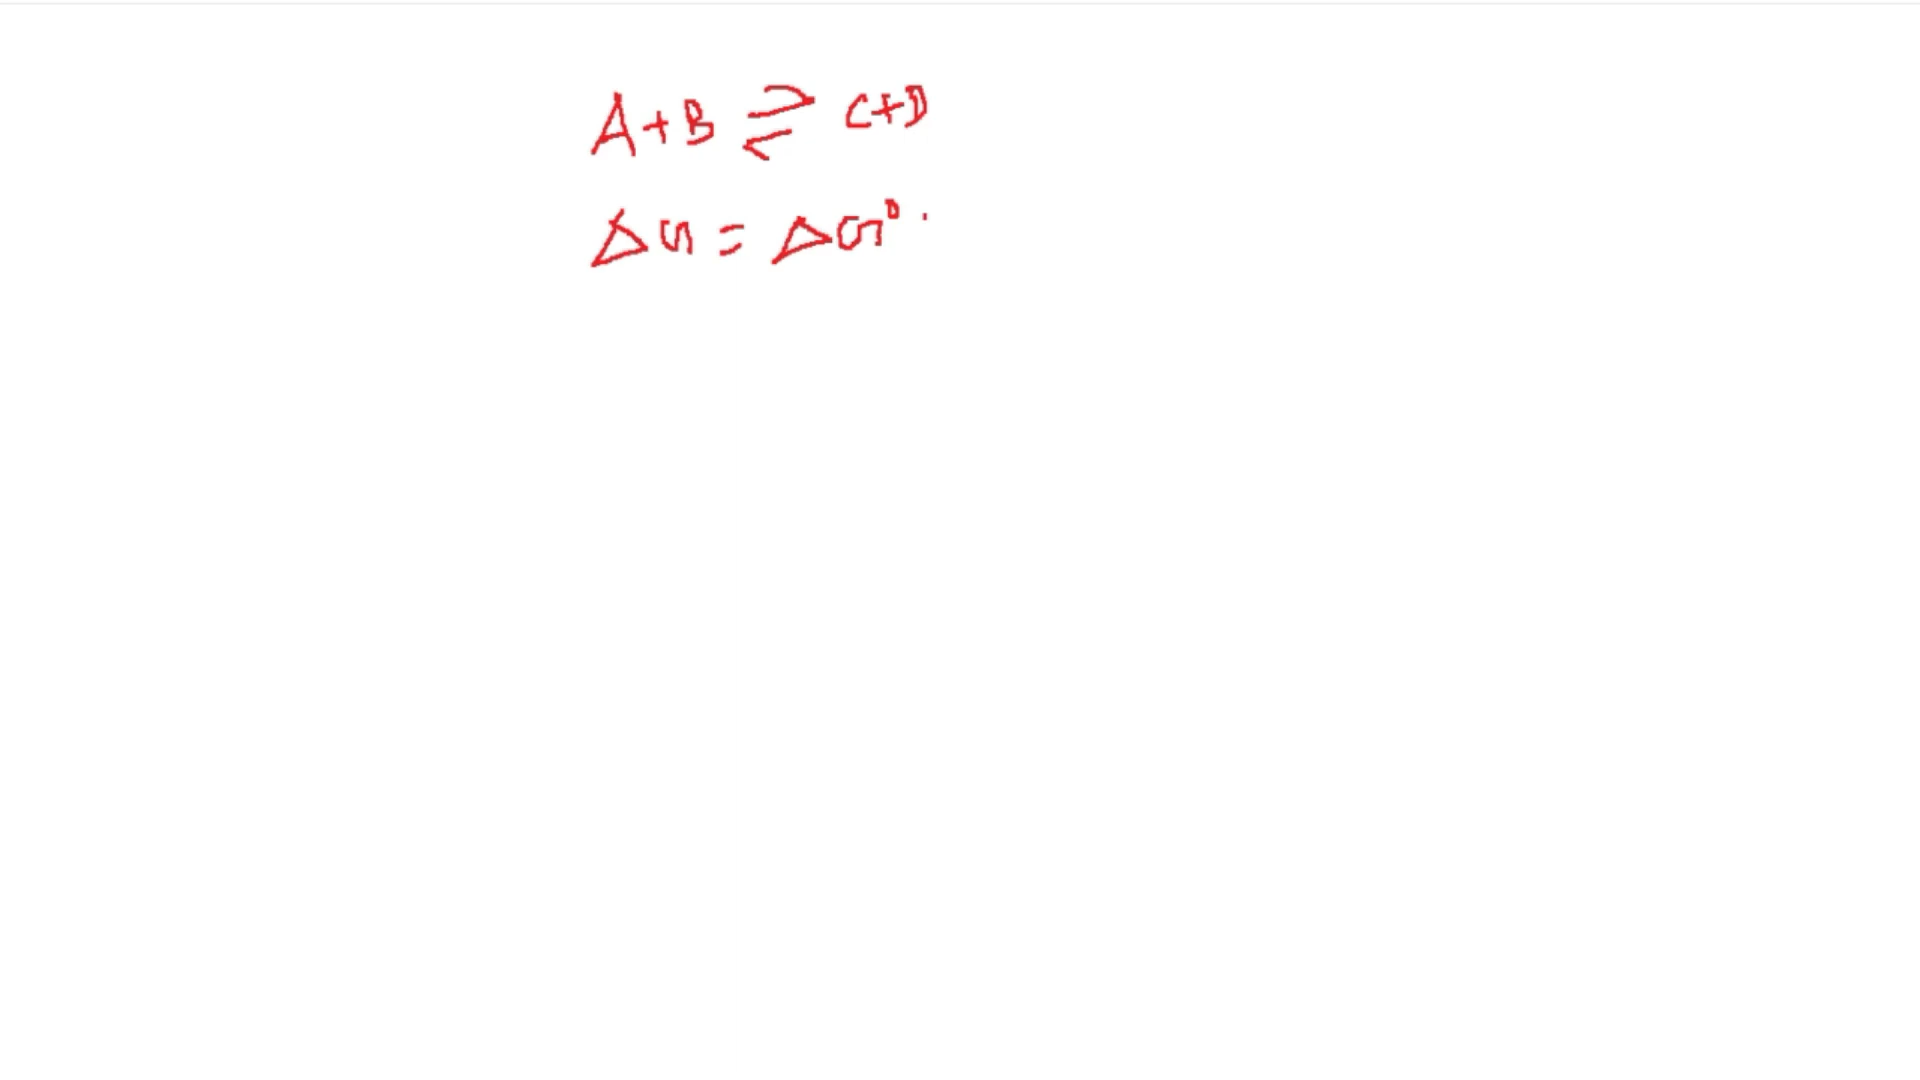 A+B ⇌ C+D
ΔG = ΔG° .